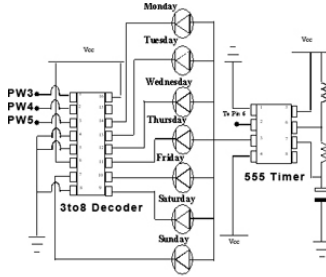 Monday
Vcc
Tuesday
Vcc
Wednesday
PW3
PW4
To Pin 6
PW5
Thursday
Friday
555 Timer
3to8 Decoder
Saturday
Vcc
Sunday